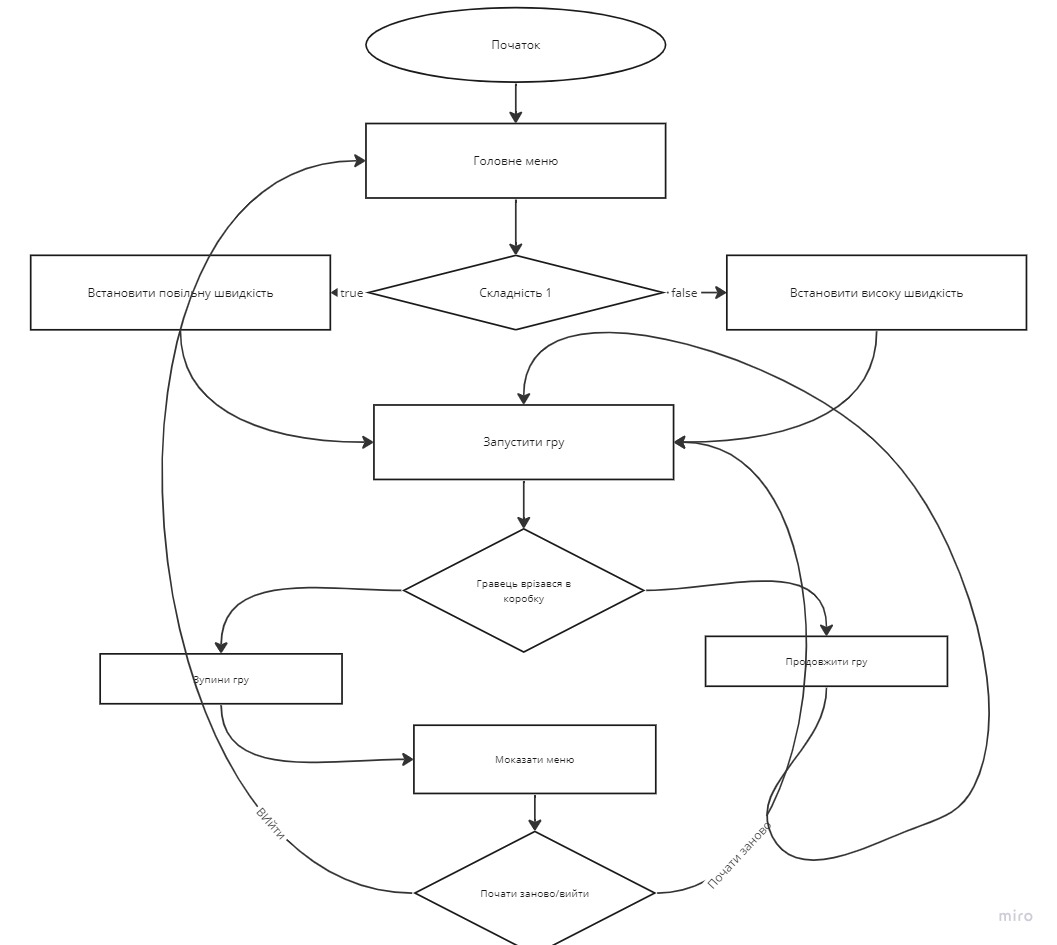 Початок
Головне меню
Встановити повільну швидкість
true
Складність 1
false
Встановити високу швидкість
Запустити гру
Гравець врізався в
коробку
Зупини гру
Продовжити гру
Мoказати меню
Вийти
Почати заново
Почати заново/вийти
miro